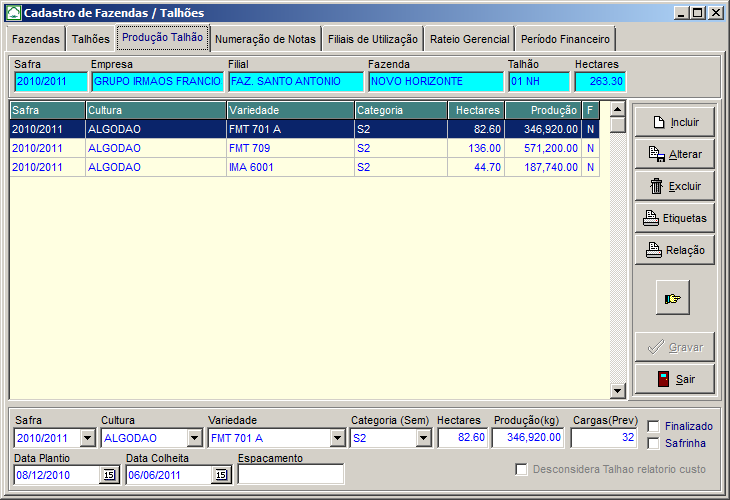 Cadastro de Fazendas / Talhões
Fazendas Talhões Produção Talhão Numeração de Notas Filiais de Utilização Rateio Gerencial Período Financeiro
Safra Empresa Filial Fazenda Talhão Hectares
2010/2011 GRUPO IRMAOS FRANCIO FAZ. SANTO ANTONIO NOVO HORIZONTE 01 NH 263.30
Safra Cultura Variedade Categoria Hectares Produção F
2010/2011 ALGODAO FMT 701 A S2 82.60 346,920.00 N
2010/2011 ALGODAO FMT 709 S2 136.00 571,200.00 N
2010/2011 ALGODAO IMA 6001 S2 44.70 187,740.00 N
Incluir
Alterar
Excluir
Etiquetas
Relação
Gravar
Sair
Safra Cultura Variedade Categoria (Sem) Hectares Produção(kg) Cargas(Prev)
2010/2011 ALGODAO FMT 701 A S2 82.60 346,920.00 32
Finalizado
Safrinha
Data Plantio Data Colheita Espaçamento
08/12/2010 15 06/06/2011 15
Desconsidera Talhao relatorio custo